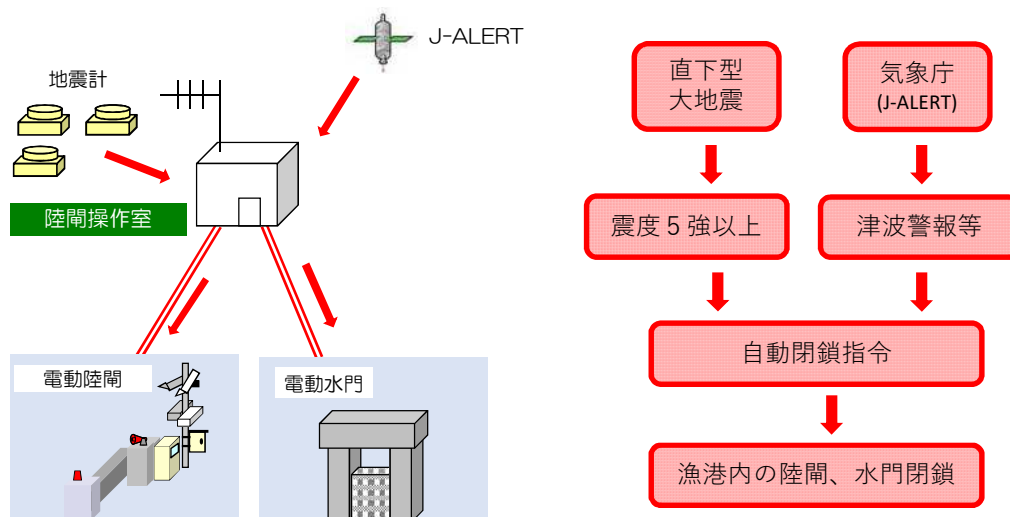 J-ALERT
地震計
陸閘操作室
電動陸閘
電動水門
直下型
大地震
気象庁
(J-ALERT)
震度５強以上
津波警報等
自動閉鎖指令
漁港内の陸閘、水門閉鎖